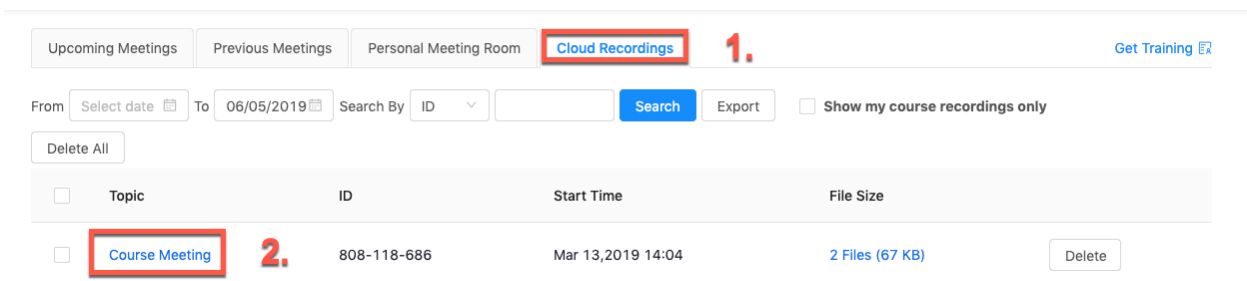 Upcoming Meetings Previous Meetings Personal Meeting Room Cloud Recordings 1. Get Training
From Select date To 06/05/2019 Search By ID Search Export Show my course recordings only
Delete All
Topic ID Start Time File Size
Course Meeting 2. 808-118-686 Mar 13,2019 14:04 2 Files (67 KB) Delete